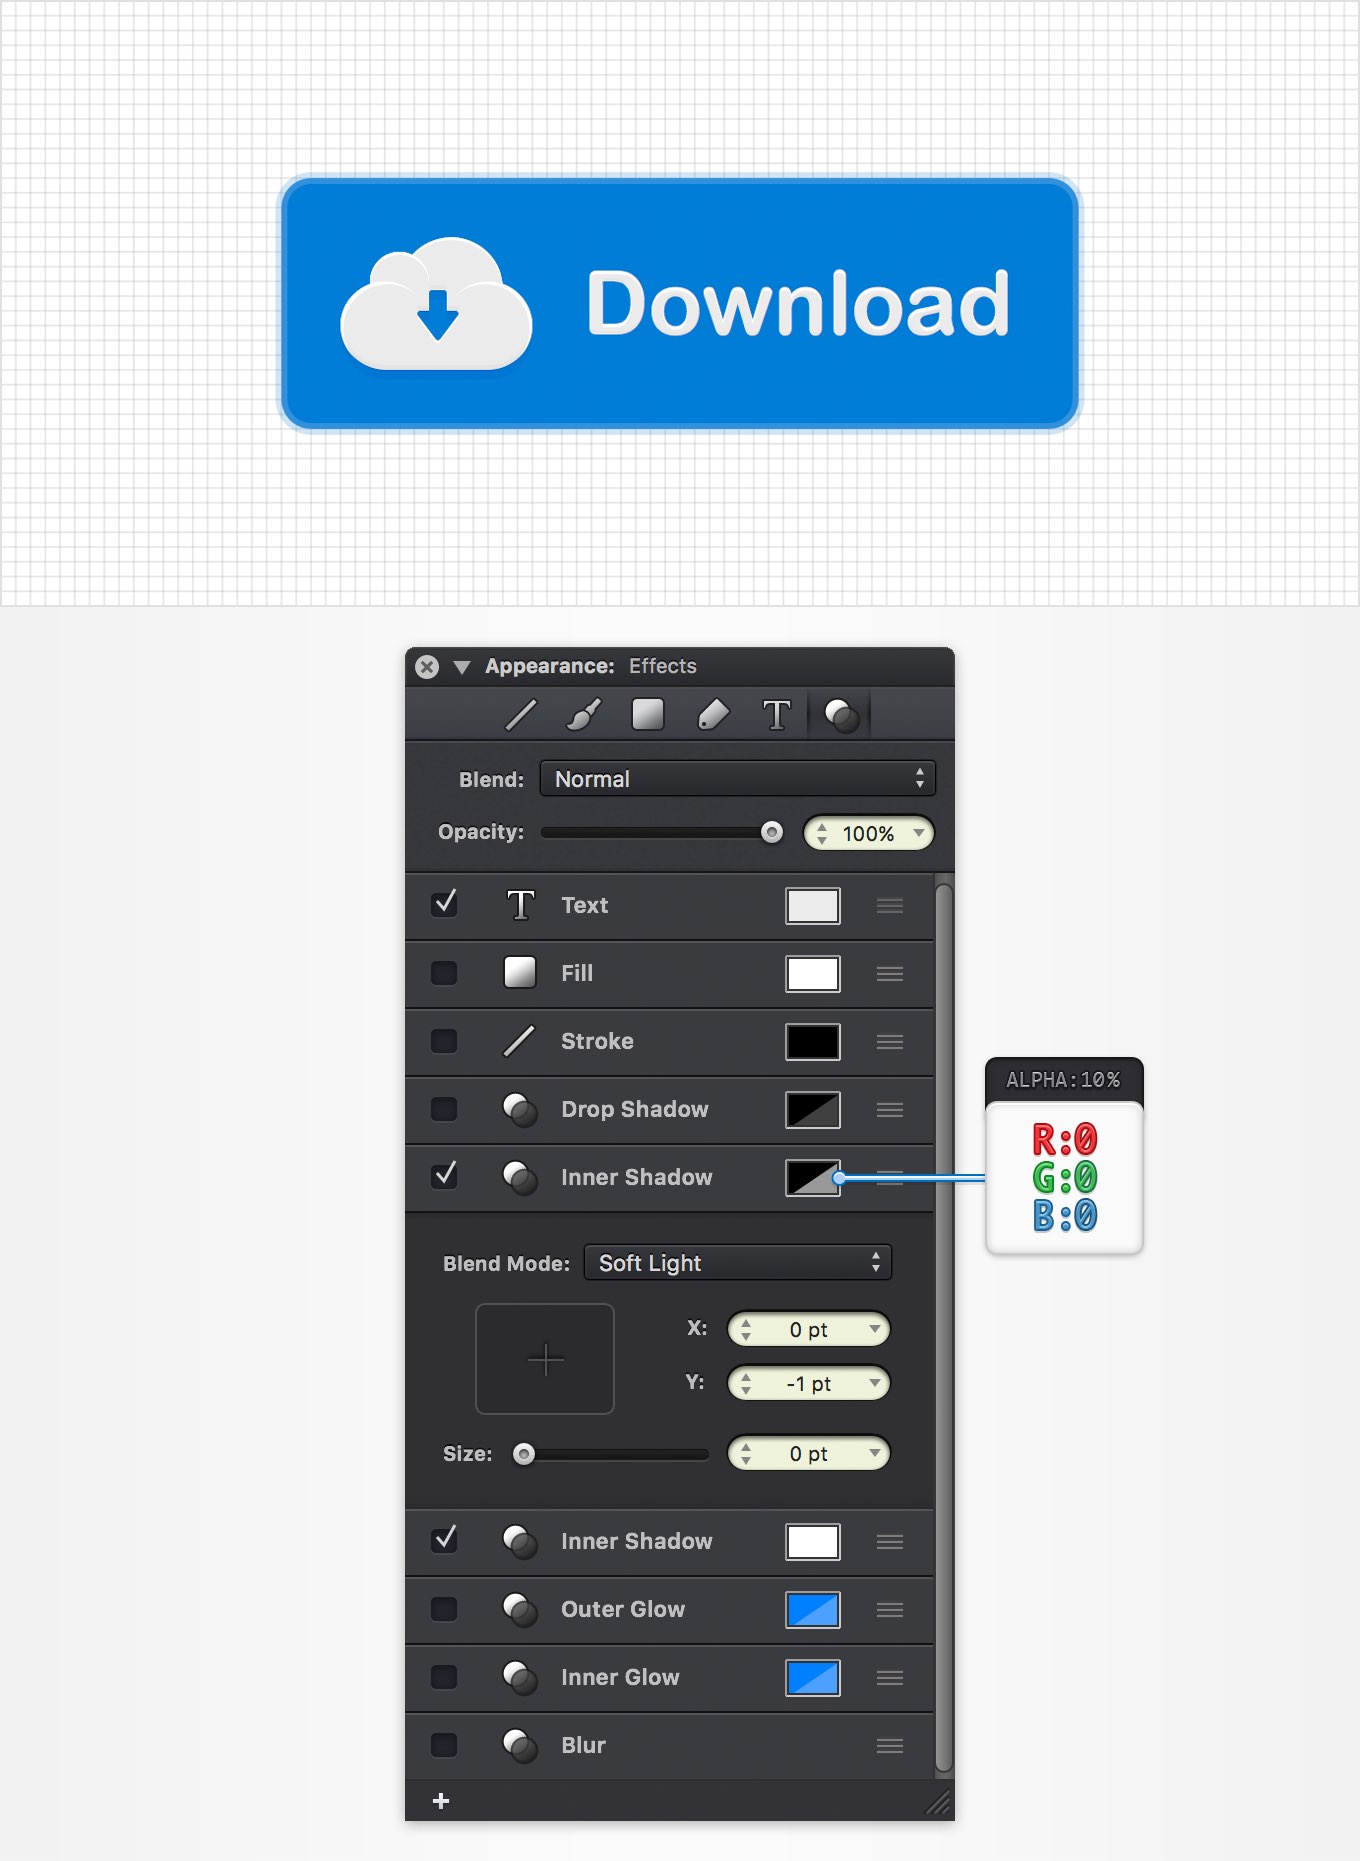 Download
Appearance: Effects
T
Blend: Normal
Opacity: 100%
T Text
Fill
Stroke
Drop Shadow
Inner Shadow
ALPHA:10%
R:0
G:0
B:0
Blend Mode: Soft Light
X: 0 pt
Y: -1 pt
Size: 0 pt
Inner Shadow
Outer Glow
Inner Glow
Blur